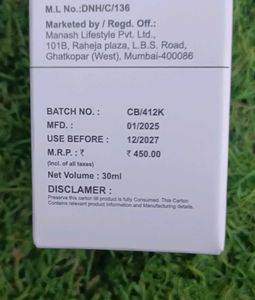 M.L No.:DNH/C/136
Marketed by / Regd. Off.:
Manash Lifestyle Pvt. Ltd.,
101B, Raheja plaza, L.B.S. Road,
Ghatkopar (West), Mumbai-400086
BATCH NO. : CB/412K
MFD. : 01/2025
USE BEFORE : 12/2027
M.R.P. : ₹ ₹ 450.00
(Incl. of all taxes)
Net Volume : 30ml
DISCLAMER :
Preserve this carton till product is fully Consumed. This Carton
Contains relevant product Information and Manufacturing details.